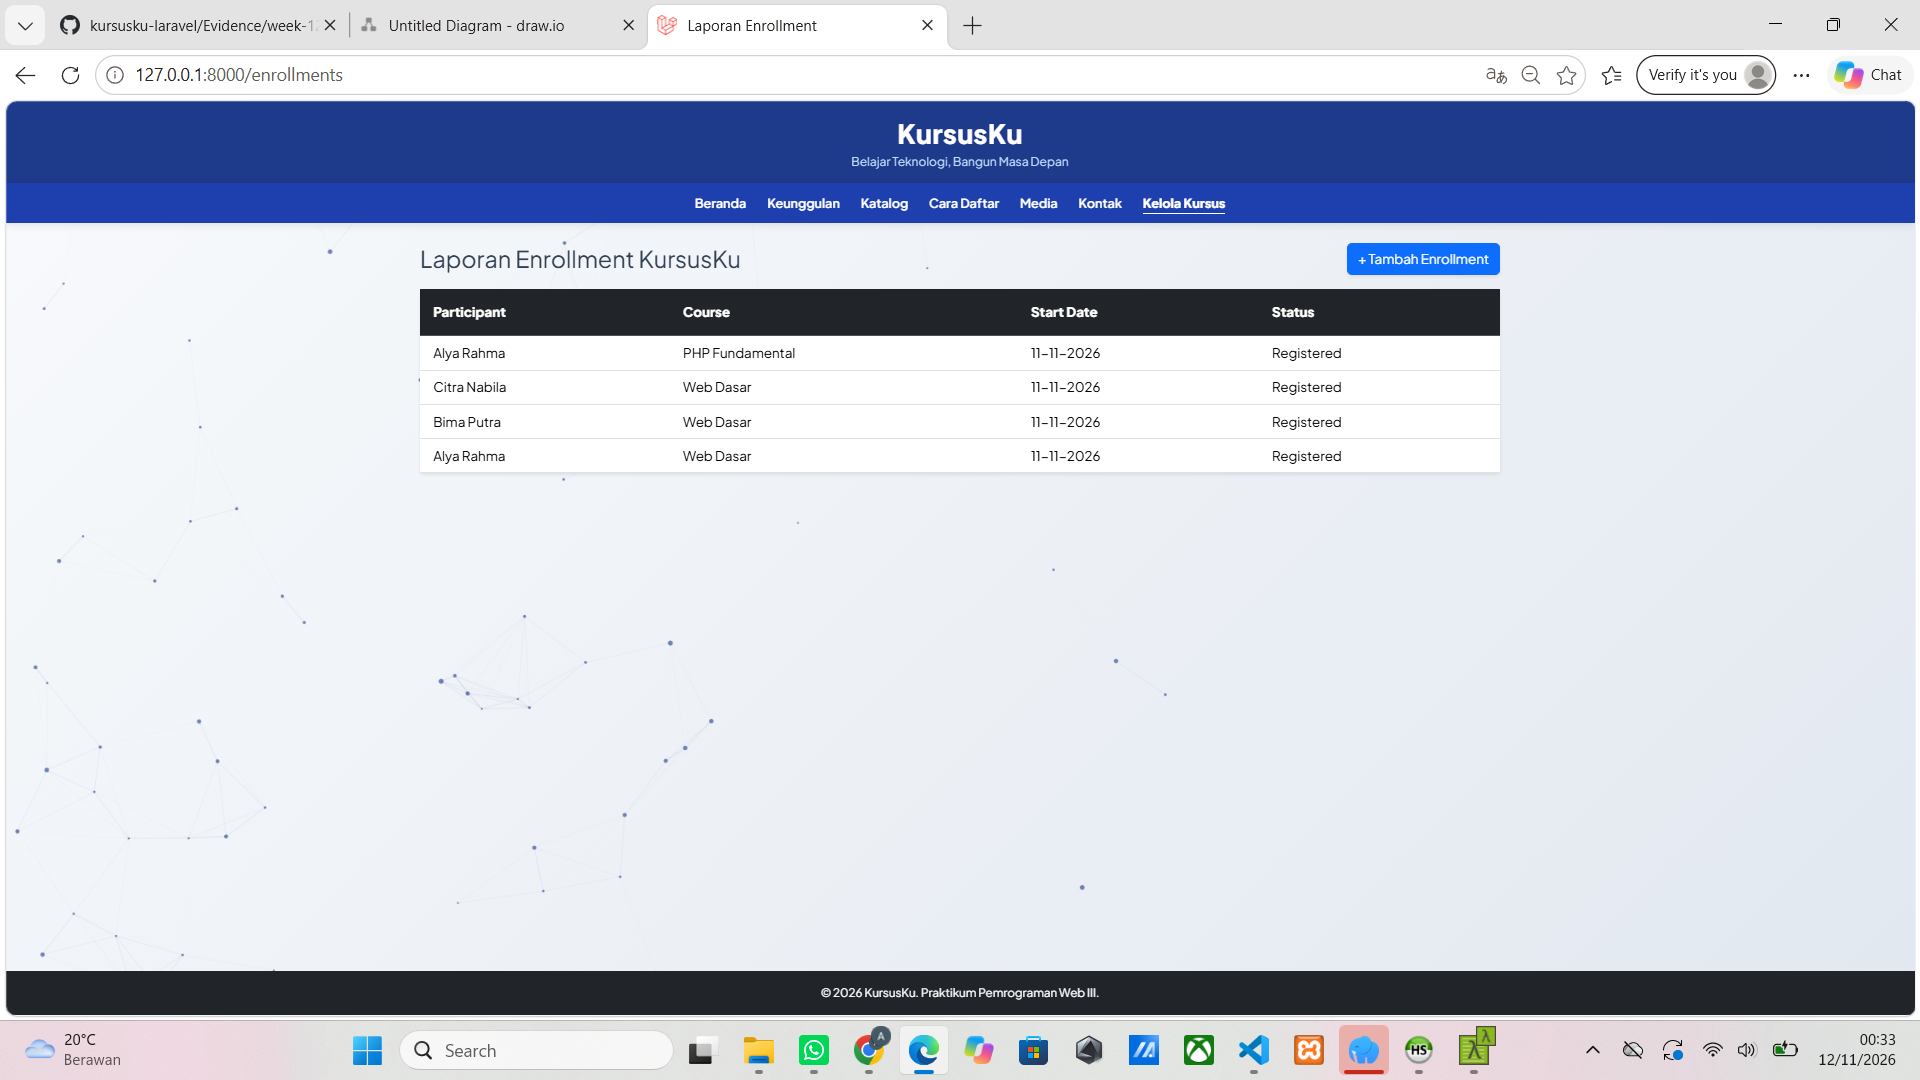 kursusku-laravel/Evidence/week-1
Untitled Diagram - draw.io
Laporan Enrollment
127.0.0.1:8000/enrollments
Verify it's you
Chat
KursusKu
Belajar Teknologi, Bangun Masa Depan
Beranda Keunggulan Katalog Cara Daftar Media Kontak Kelola Kursus
Laporan Enrollment KursusKu
+ Tambah Enrollment
Participant Course Start Date Status
Alya Rahma PHP Fundamental 11-11-2026 Registered
Citra Nabila Web Dasar 11-11-2026 Registered
Bima Putra Web Dasar 11-11-2026 Registered
Alya Rahma Web Dasar 11-11-2026 Registered
© 2026 KursusKu. Praktikum Pemrograman Web III.
20°C
Berawan
Search
A
HS
λ
λ
00:33
12/11/2026